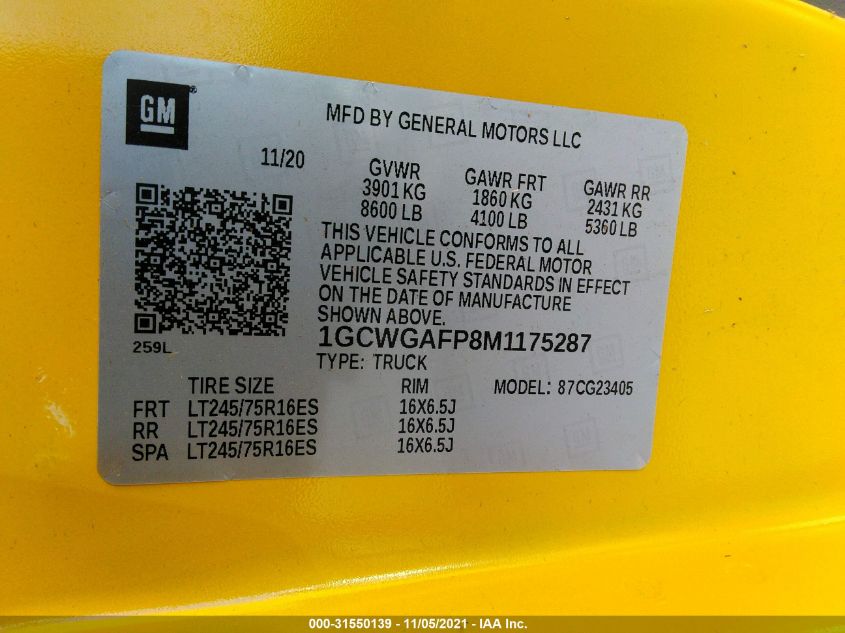 GM®
MFD BY GENERAL MOTORS LLC
11/20
GVWR GAWR FRT GAWR RR
3901 KG 1860 KG 2431 KG
8600 LB 4100 LB 5360 LB
THIS VEHICLE CONFORMS TO ALL
APPLICABLE U.S. FEDERAL MOTOR
VEHICLE SAFETY STANDARDS IN EFFECT
ON THE DATE OF MANUFACTURE
SHOWN ABOVE.
259L
1GCWGAFP8M1175287
TYPE: TRUCK
TIRE SIZE RIM MODEL: 87CG23405
FRT LT245/75R16ES 16X6.5J
RR LT245/75R16ES 16X6.5J
SPA LT245/75R16ES 16X6.5J
000-31550139 - 11/05/2021 - IAA Inc.